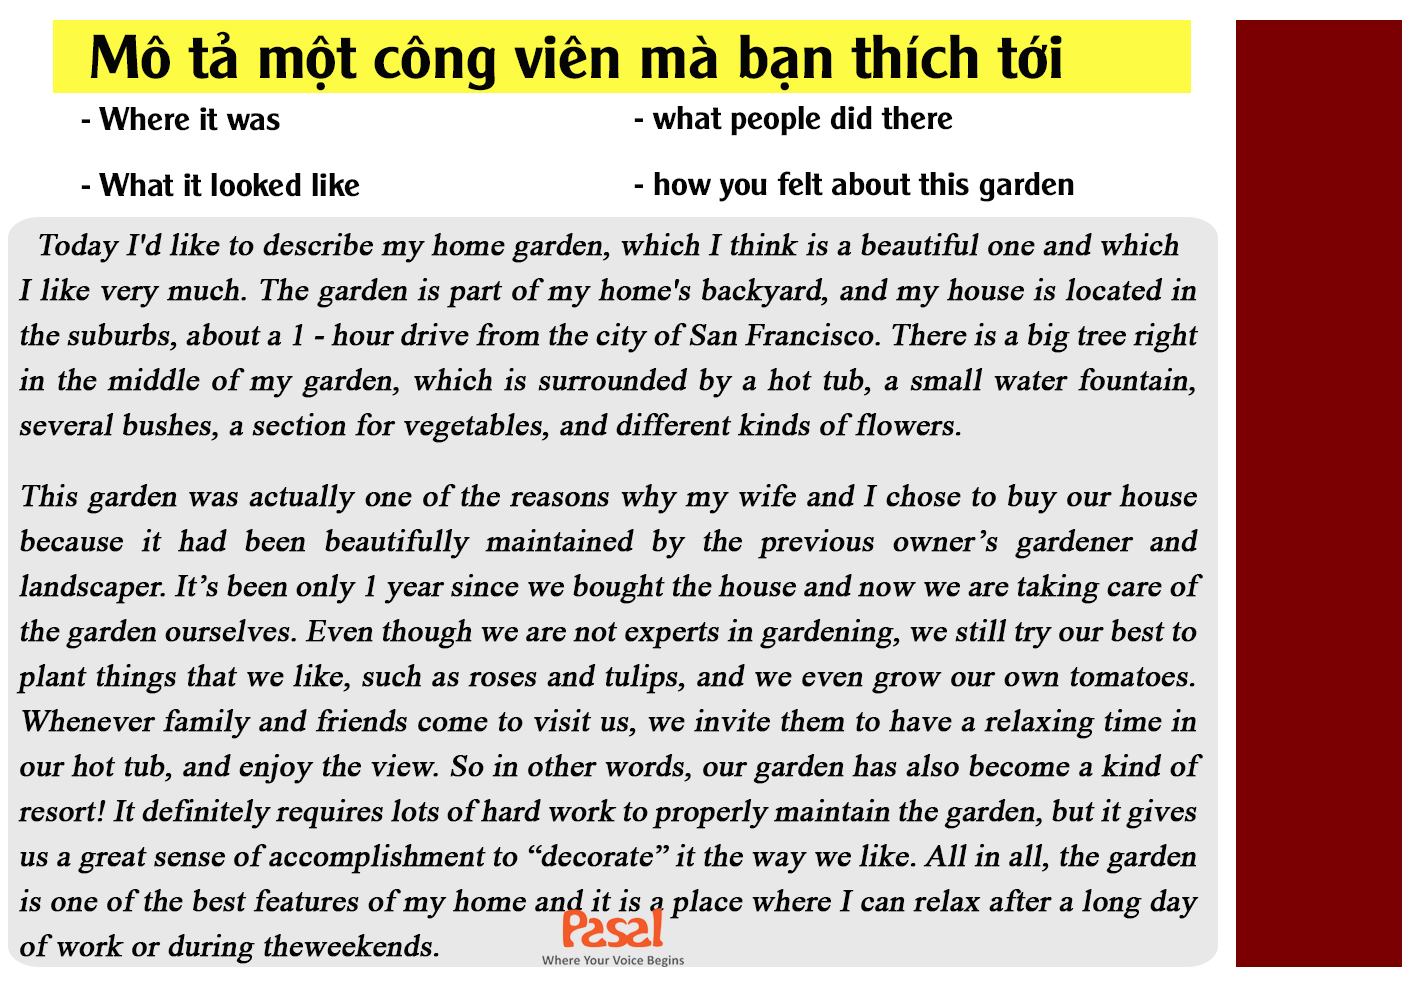 Mô tả một công viên mà bạn thích tới
- Where it was
- what people did there
- What it looked like
- how you felt about this garden
Today I'd like to describe my home garden, which I think is a beautiful one and which
I like very much. The garden is part of my home's backyard, and my house is located in
the suburbs, about a 1 - hour drive from the city of San Francisco. There is a big tree right
in the middle of my garden, which is surrounded by a hot tub, a small water fountain,
several bushes, a section for vegetables, and different kinds of flowers.
This garden was actually one of the reasons why my wife and I chose to buy our house
because it had been beautifully maintained by the previous owner’s gardener and
landscaper. It’s been only 1 year since we bought the house and now we are taking care of
the garden ourselves. Even though we are not experts in gardening, we still try our best to
plant things that we like, such as roses and tulips, and we even grow our own tomatoes.
Whenever family and friends come to visit us, we invite them to have a relaxing time in
our hot tub, and enjoy the view. So in other words, our garden has also become a kind of
resort! It definitely requires lots of hard work to properly maintain the garden, but it gives
us a great sense of accomplishment to “decorate” it the way we like. All in all, the garden
is one of the best features of my home and it is a place where I can relax after a long day
of work or during theweekends.
Pasal
Where Your Voice Begins